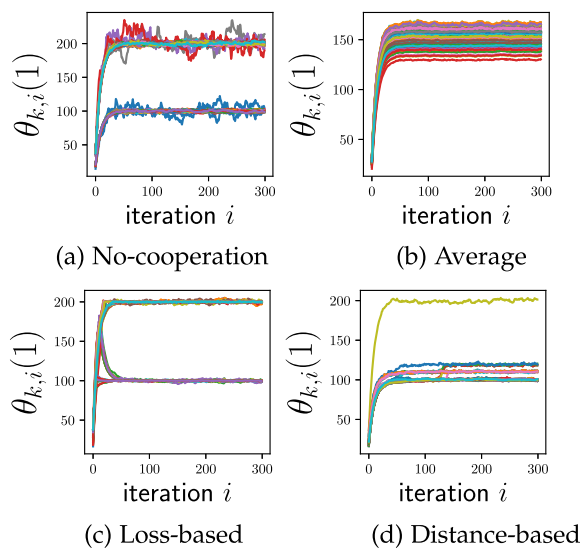 θk,i(1)
200
150
100
50
0
100
200
300
iteration i
(a) No-cooperation
θk,i(1)
150
100
50
0
100
200
300
iteration i
(b) Average
θk,i(1)
200
150
100
50
0
100
200
300
iteration i
(c) Loss-based
θk,i(1)
200
150
100
50
0
100
200
300
iteration i
(d) Distance-based